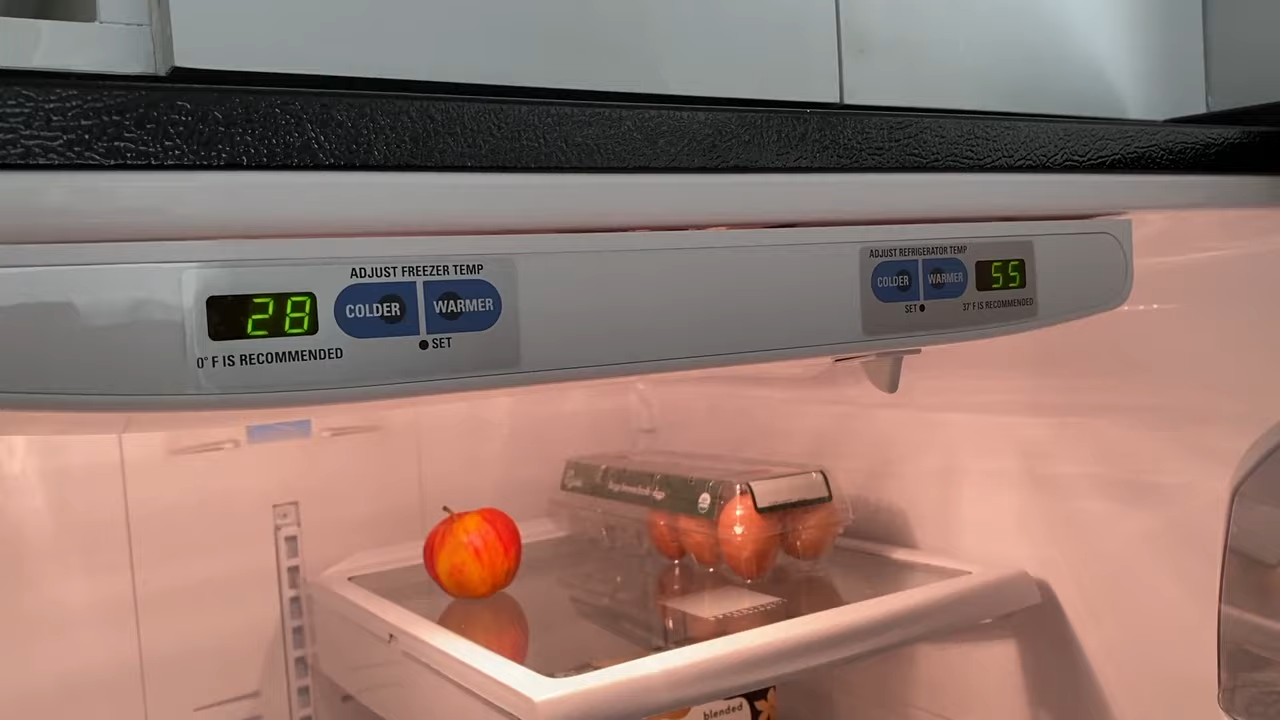 ADJUST FREEZER TEMP
28
COLDER
WARMER
0° F IS RECOMMENDED
SET
ADJUST REFRIGERATOR TEMP
COLDER
WARMER
55
SET
37° F IS RECOMMENDED
blended